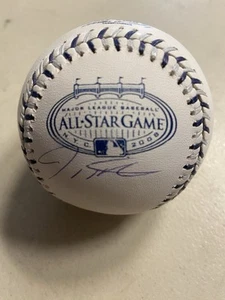 MAJOR LEAGUE BASEBALL
ALL-STAR GAME
N.Y.C. 2008